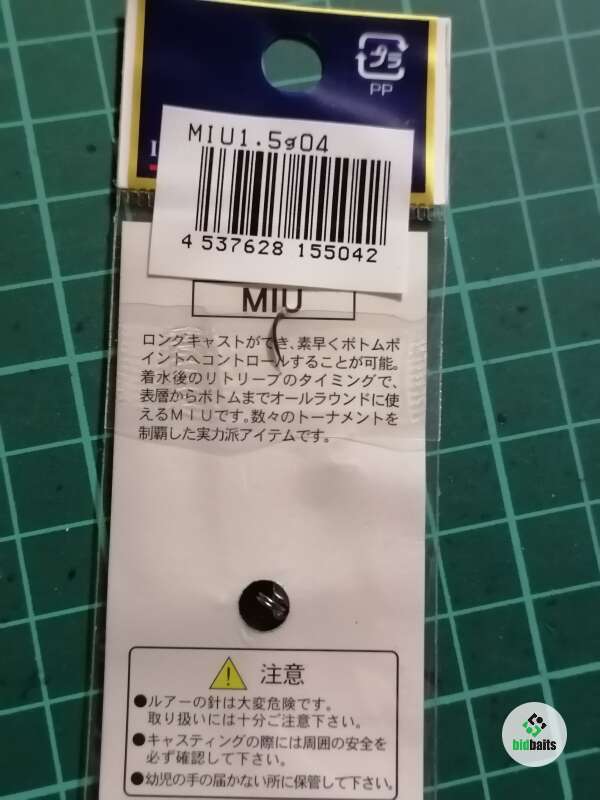 プラ
PP
I
MIU1.5g04
4 537628 155042
MIU
ロングキャストができ、素早くボトムポ
イントへコントロールすることが可能。
着水後のリトリーブのタイミングで、
表層からボトムまでオールラウンドに使
えるMIUです。数々のトーナメントを
制覇した実力派アイテムです。
! 注意
●ルアーの針は大変危険です。
取り扱いには十分ご注意下さい。
●キャスティングの際には周囲の安全を
必ず確認して下さい。
●幼児の手の届かない所に保管して下さい。
bidbaits